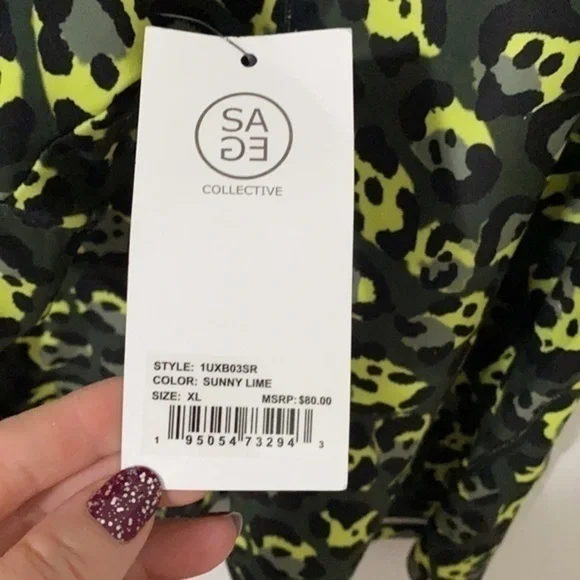 SA
GE
COLLECTIVE
STYLE: 1UXB03SR
COLOR: SUNNY LIME
SIZE: XL MSRP: $80.00
1 95054 73294 3